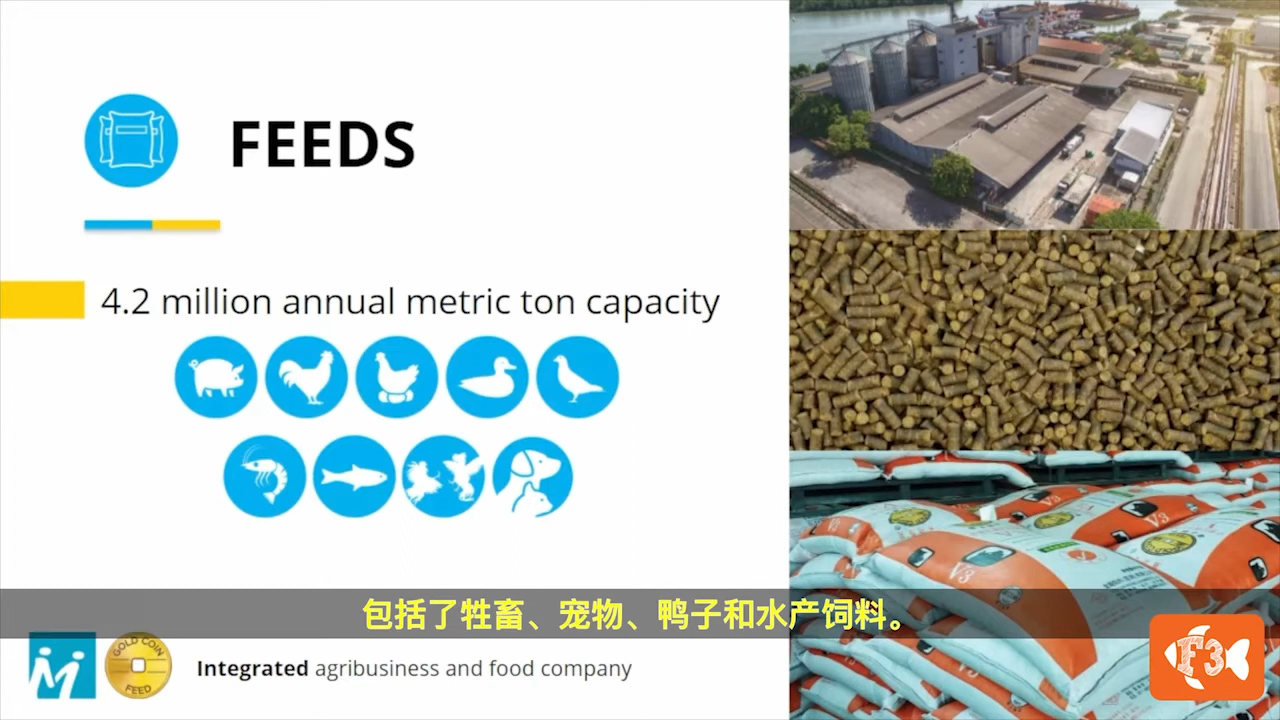 FEEDS
4.2 million annual metric ton capacity
V3
V3
包括了牲畜、宠物、鸭子和水产饲料。
GOLD COIN
FEED
Integrated agribusiness and food company
F3